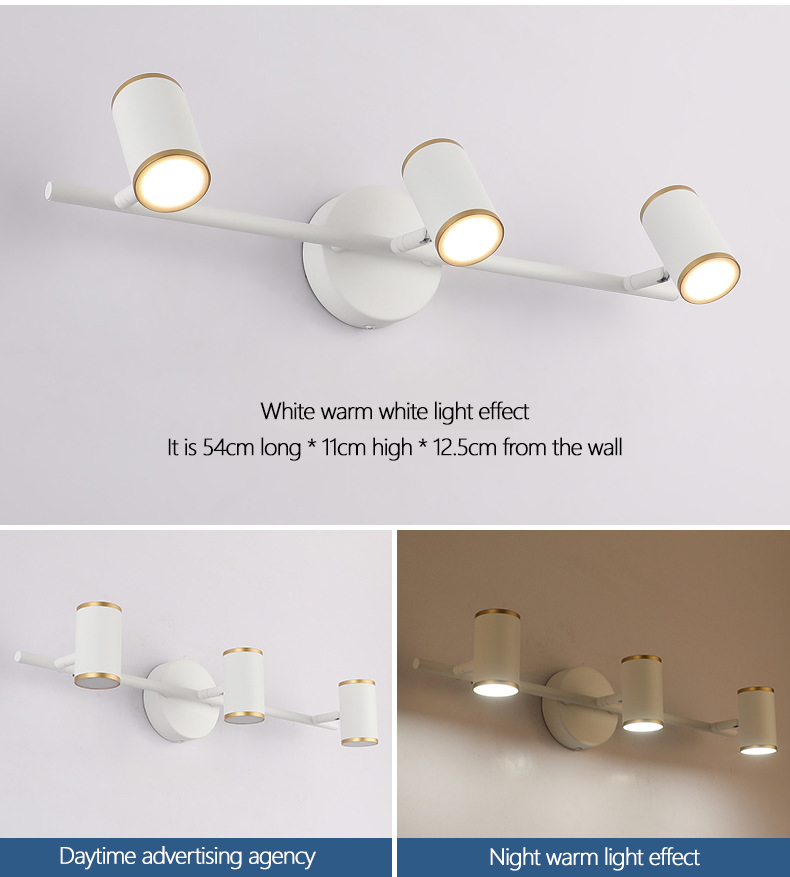 White warm white light effect
It is 54cm long * 11cm high * 12.5cm from the wall
Daytime advertising agency
Night warm light effect